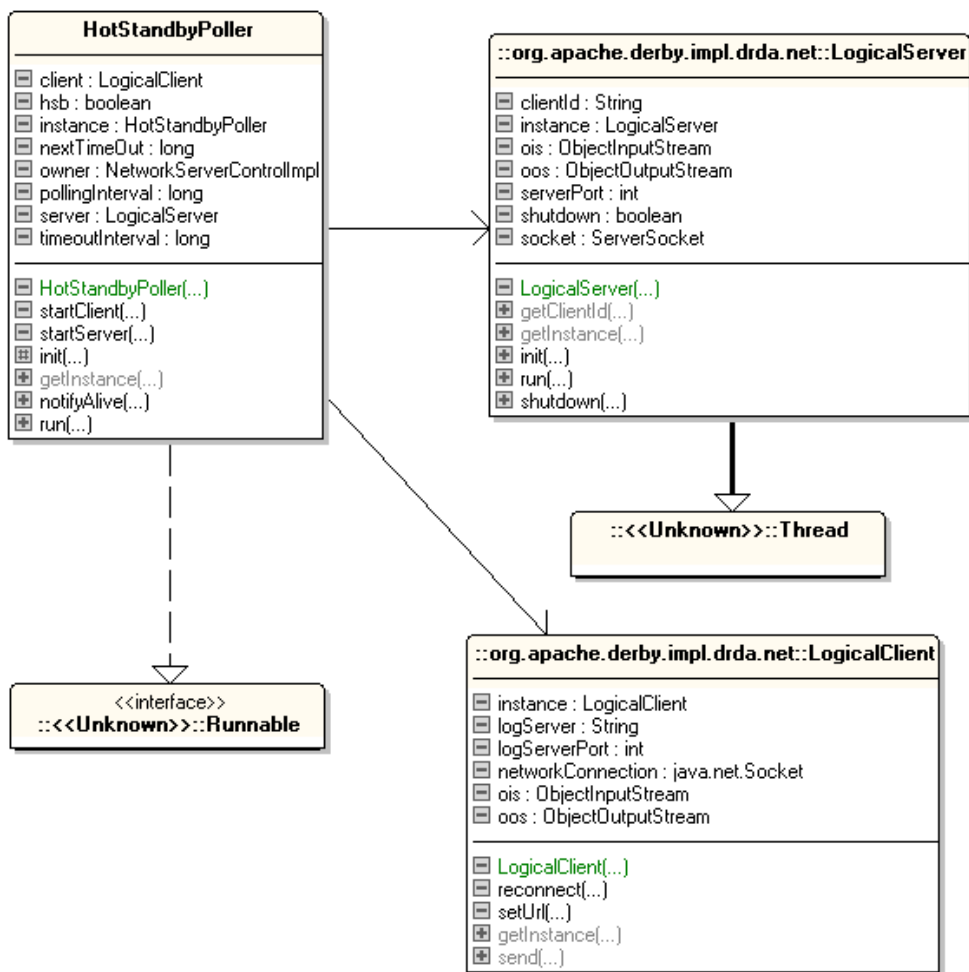 HotStandbyPoller
client : LogicalClient
hsb : boolean
instance : HotStandbyPoller
nextTimeOut : long
owner : NetworkServerControlImpl
pollingInterval : long
server : LogicalServer
timeoutInterval : long
HotStandbyPoller(...)
startClient(...)
startServer(...)
init(...)
getInstance(...)
notifyAlive(...)
run(...)
::org.apache.derby.impl.drda.net::LogicalServer
clientId : String
instance : LogicalServer
ois : ObjectInputStream
oos : ObjectOutputStream
serverPort : int
shutdown : boolean
socket : ServerSocket
LogicalServer(...)
getClientId(...)
getInstance(...)
init(...)
run(...)
shutdown(...)
::<<Unknown>>::Thread
<<interface>>
::<<Unknown>>::Runnable
::org.apache.derby.impl.drda.net::LogicalClient
instance : LogicalClient
logServer : String
logServerPort : int
networkConnection : java.net.Socket
ois : ObjectInputStream
oos : ObjectOutputStream
LogicalClient(...)
reconnect(...)
setUrl(...)
getInstance(...)
send(...)